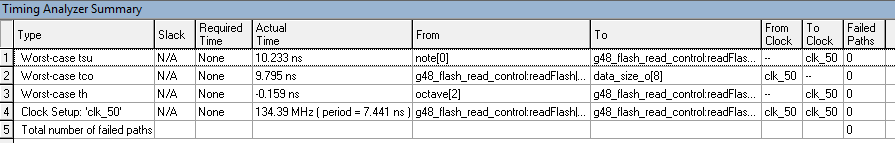 Timing Analyzer Summary
Type Slack Required Time Actual Time From To From Clock To Clock Failed Paths
1 Worst-case tsu N/A None 10.233 ns note[0] g48_flash_read_control:readFlas... -- clk_50 0
2 Worst-case tco N/A None 9.795 ns g48_flash_read_control:readFlash|... data_size_o[8] clk_50 -- 0
3 Worst-case th N/A None -0.159 ns octave[2] g48_flash_read_control:readFlas... -- clk_50 0
4 Clock Setup: 'clk_50' N/A None 134.39 MHz ( period = 7.441 ns ) g48_flash_read_control:readFlash|... g48_flash_read_control:readFlas... clk_50 clk_50 0
5 Total number of failed paths 0